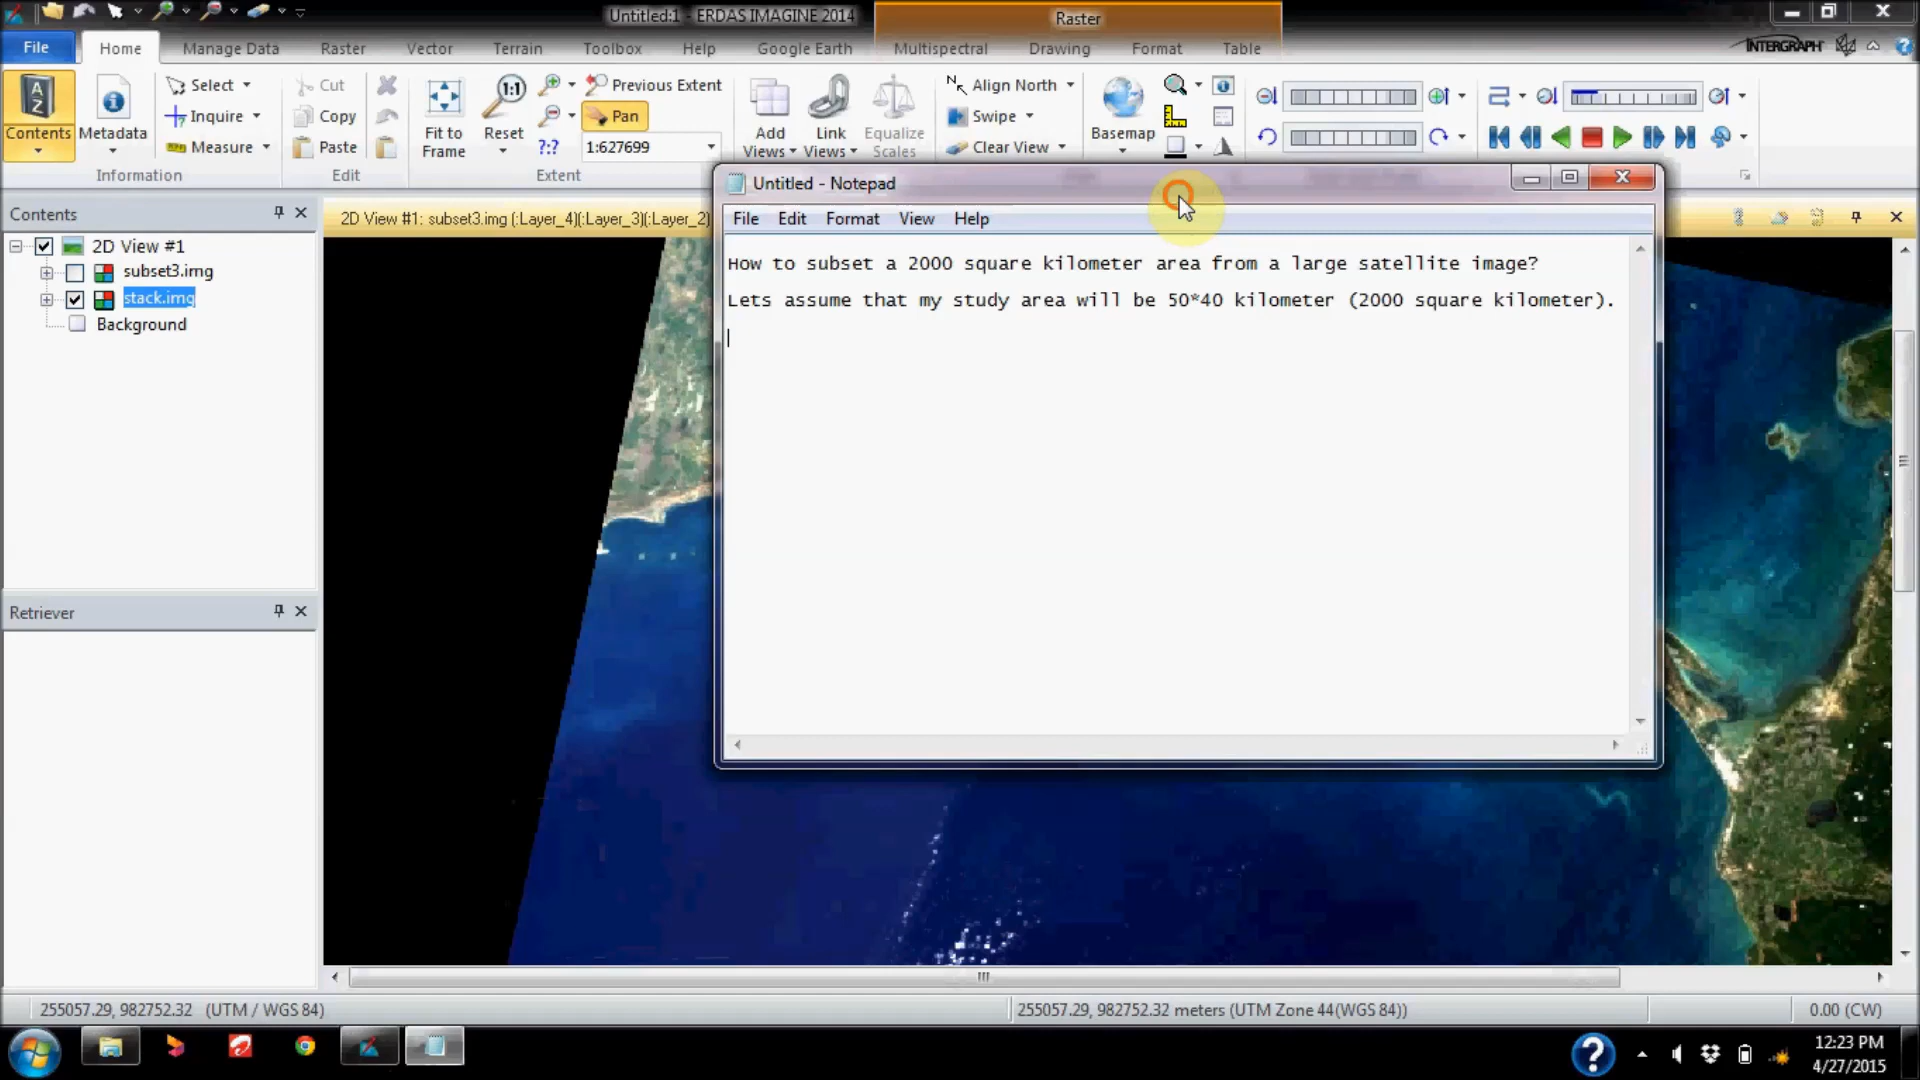 Untitled:1 - ERDAS IMAGINE 2014
Raster
File Home Manage Data Raster Vector Terrain Toolbox Help Google Earth Multispectral Drawing Format Table
INTERGRAPH
Contents
Metadata
Select
Inquire
Measure
Information
Cut
Copy
Paste
Edit
Fit to Frame
1:1
Reset
Previous Extent
Pan
?:?
1:627699
Extent
Add Views
Link Views
Equalize Scales
Align North
Swipe
Clear View
Basemap
Contents
2D View #1
subset3.img
stack.img
Background
Retriever
2D View #1: subset3.img (:Layer_4)(:Layer_3)(:Layer_2)
Untitled - Notepad
File Edit Format View Help
How to subset a 2000 square kilometer area from a large satellite image?
Lets assume that my study area will be 50*40 kilometer (2000 square kilometer).
255057.29, 982752.32 (UTM / WGS 84)
255057.29, 982752.32 meters (UTM Zone 44(WGS 84))
0.00 (CW)
12:23 PM
4/27/2015